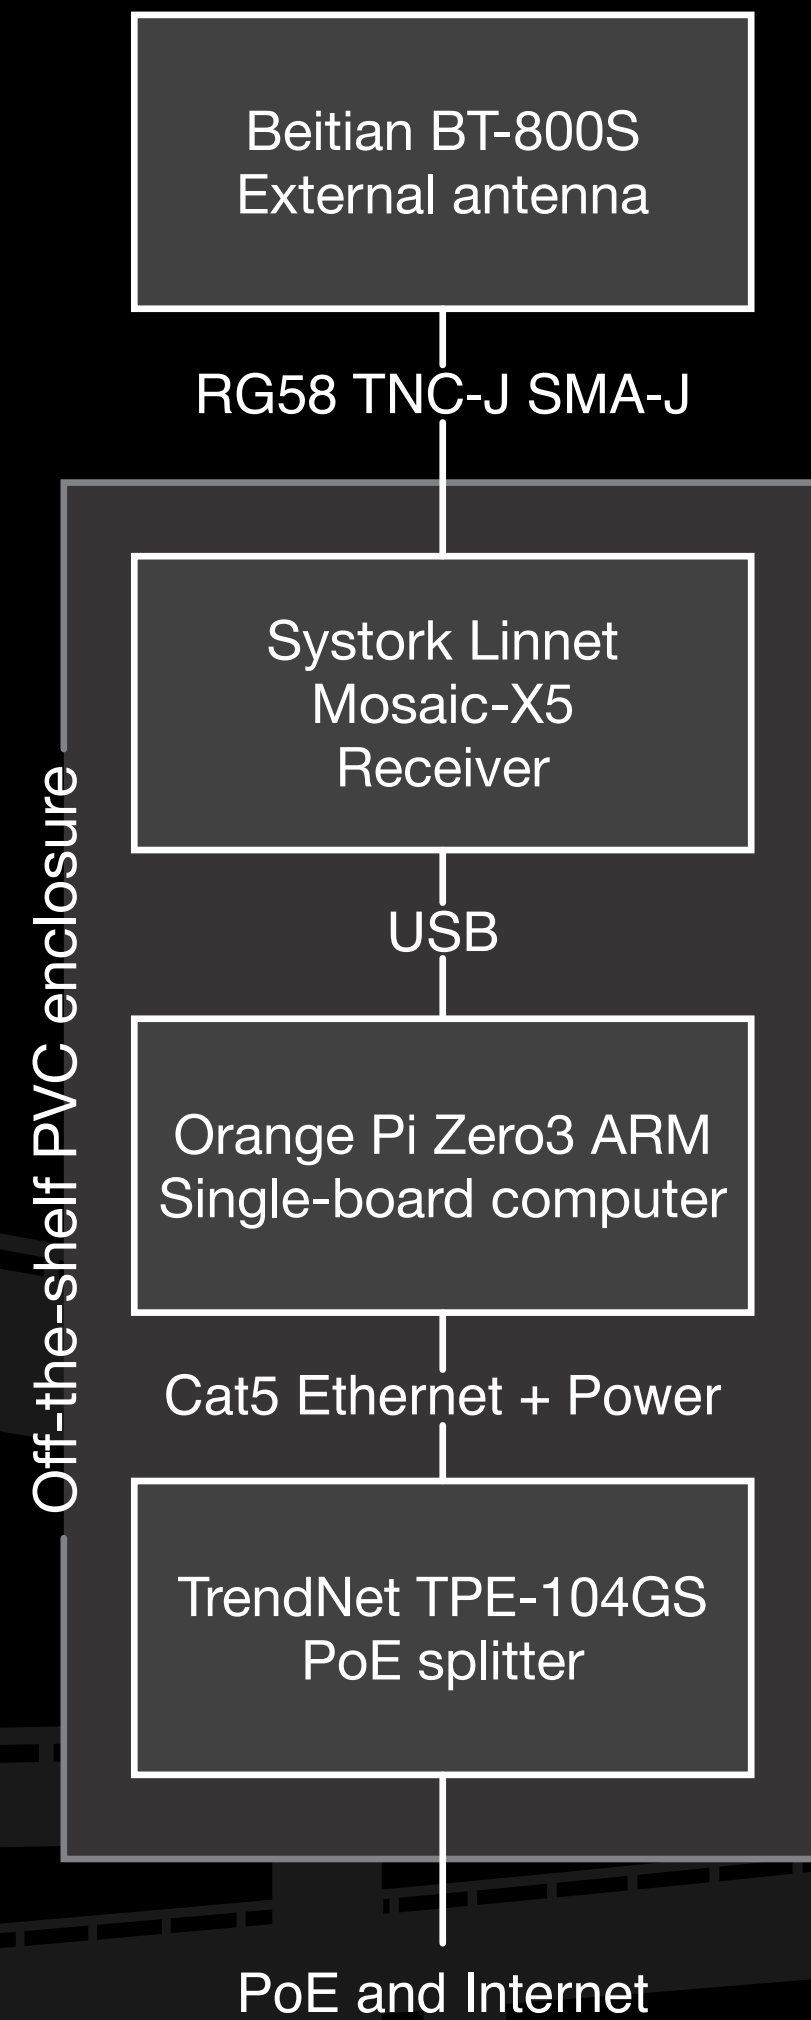 Beitian BT-800S
External antenna
RG58 TNC-J SMA-J
Systork Linnet
Mosaic-X5
Receiver
USB
Off-the-shelf PVC enclosure
Orange Pi Zero3 ARM
Single-board computer
Cat5 Ethernet + Power
TrendNet TPE-104GS
PoE splitter
PoE and Internet